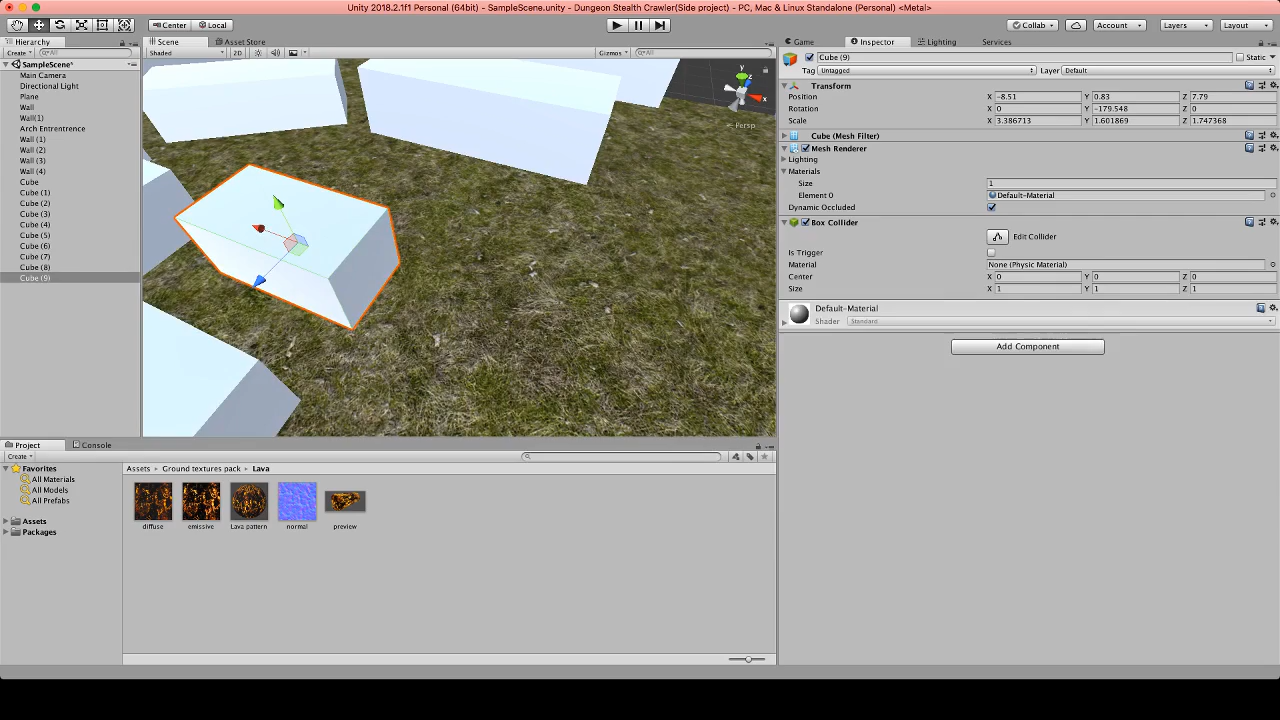 Unity 2018.2.1f1 Personal (64bit) - SampleScene.unity - Dungeon Stealth Crawler(Side project) - PC, Mac & Linux Standalone (Personal) <Metal>
Center Local Collab Account Layers Layout
Hierarchy
Create All
SampleScene*
Main Camera
Directional Light
Plane
Wall
Wall(1)
Arch Entrentrence
Wall (1)
Wall (2)
Wall (3)
Wall (4)
Cube
Cube (1)
Cube (2)
Cube (3)
Cube (4)
Cube (5)
Cube (6)
Cube (7)
Cube (8)
Cube (9)
Scene Asset Store
Shaded 2D Gizmos All
y
x
z
Persp
Game Inspector Lighting Services
Cube (9) Static
Tag Untagged Layer Default
Transform
Position X -8.51 Y 0.83 Z 7.79
Rotation X 0 Y -179.548 Z 0
Scale X 3.386713 Y 1.601869 Z 1.747368
Cube (Mesh Filter)
Mesh Renderer
Lighting
Materials
Size 1
Element 0 Default-Material
Dynamic Occluded
Box Collider
Edit Collider
Is Trigger
Material None (Physic Material)
Center X 0 Y 0 Z 0
Size X 1 Y 1 Z 1
Default-Material
Shader Standard
Add Component
Project Console
Create
Favorites
All Materials
All Models
All Prefabs
Assets
Packages
Assets Ground textures pack Lava
diffuse emissive Lava pattern normal preview